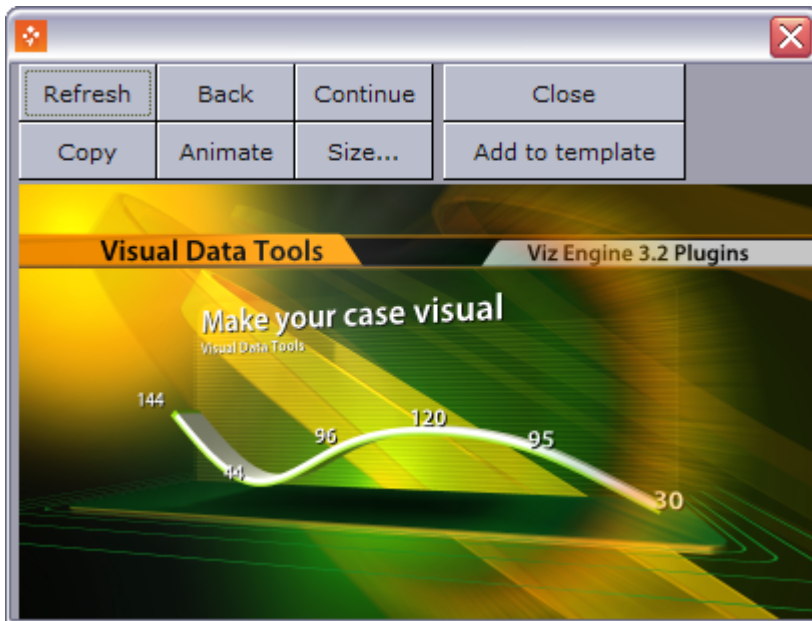 Refresh Back Continue Close
Copy Animate Size... Add to template
Visual Data Tools Viz Engine 3.2 Plugins
Make your case visual
Visual Data Tools
144 44 96 120 95 30